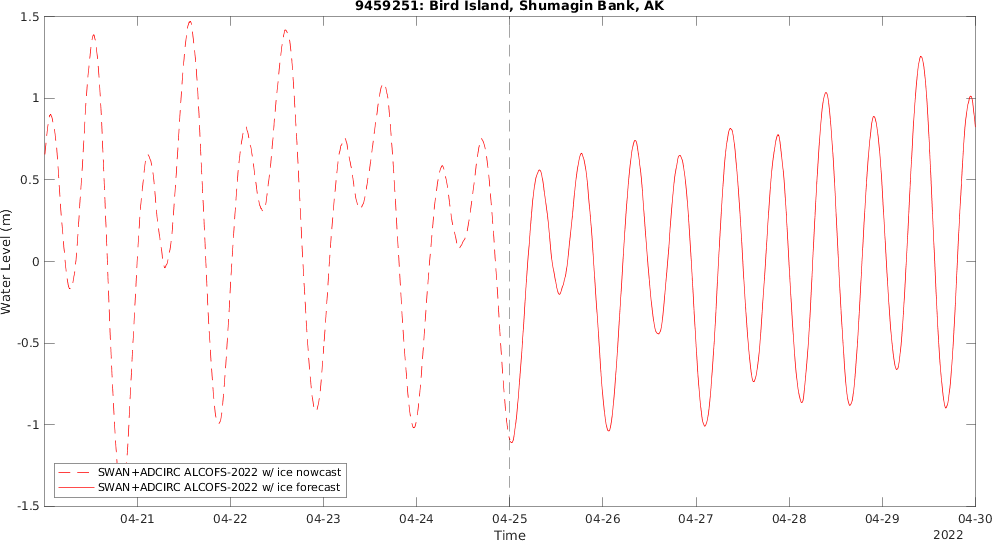 9459251: Bird Island, Shumagin Bank, AK
1.5
1
0.5
0
-0.5
-1
-1.5
Water Level (m)
SWAN+ADCIRC ALCOFS-2022 w/ ice nowcast
SWAN+ADCIRC ALCOFS-2022 w/ ice forecast
04-21 04-22 04-23 04-24 04-25 04-26 04-27 04-28 04-29 04-30
Time
2022